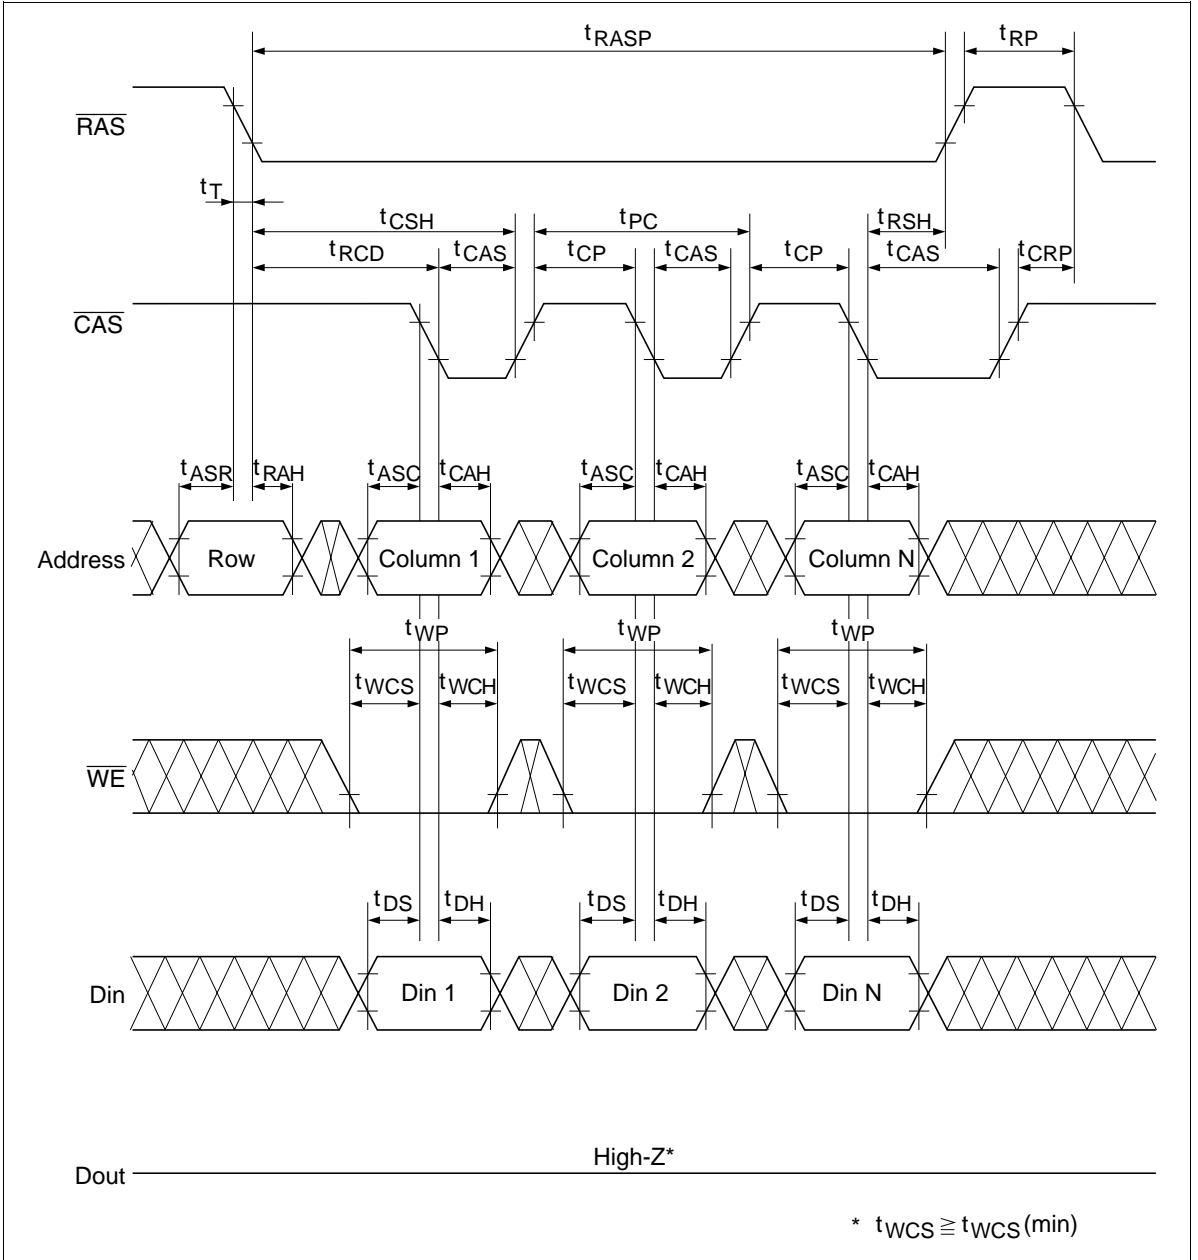 tRASP tRP
RAS
tT
tCSH tPC tRSH
tRCD tCAS tCP tCAS tCP tCAS tCRP
CAS
tASR tRAH tASC tCAH tASC tCAH tASC tCAH
Address Row Column 1 Column 2 Column N
tWP tWP tWP
tWCS tWCH tWCS tWCH tWCS tWCH
WE
tDS tDH tDS tDH tDS tDH
Din Din 1 Din 2 Din N
High-Z*
Dout
* tWCS ≧ tWCS(min)